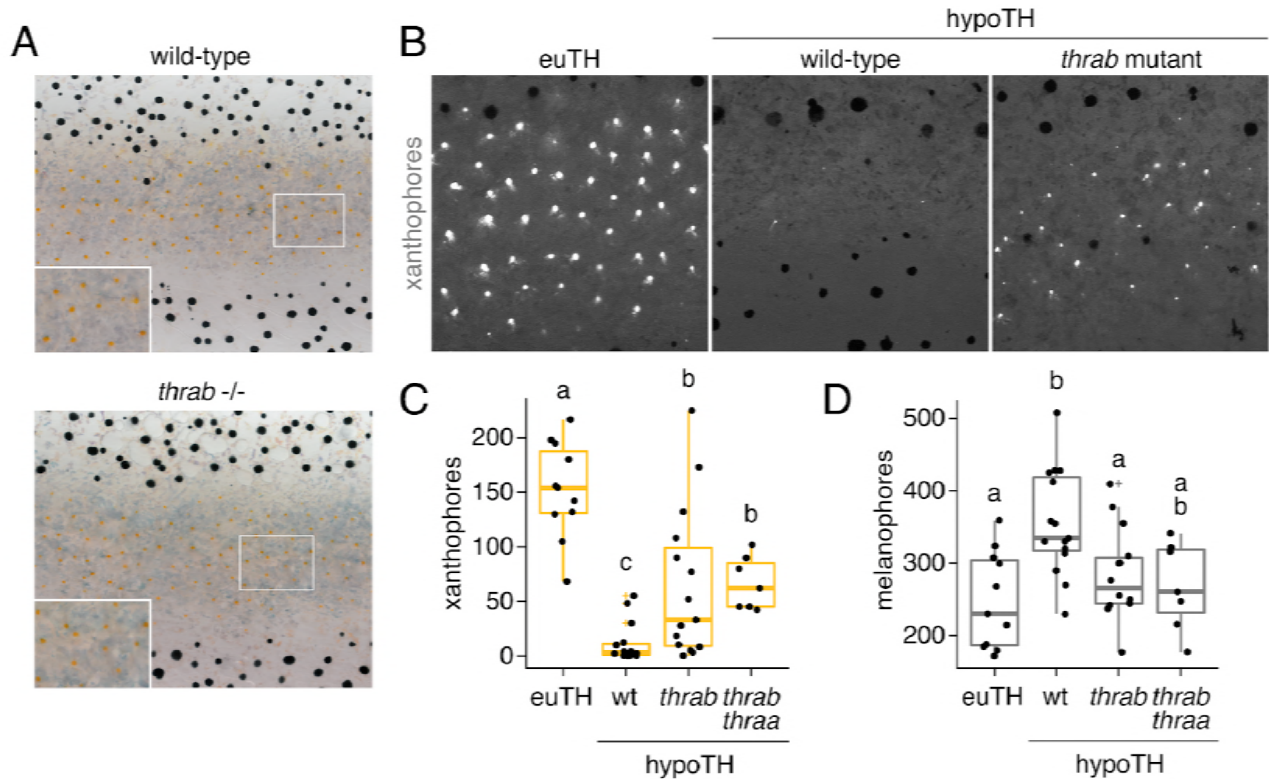 A
wild-type
thrab -/-
B
hypoTH
euTH
wild-type
thrab mutant
xanthophores
C
xanthophores
200
150
100
50
0
a
c
b
b
euTH
wt
thrab
thrab
thraa
hypoTH
D
melanophores
500
400
300
200
a
b
a
a
b
euTH
wt
thrab
thrab
thraa
hypoTH